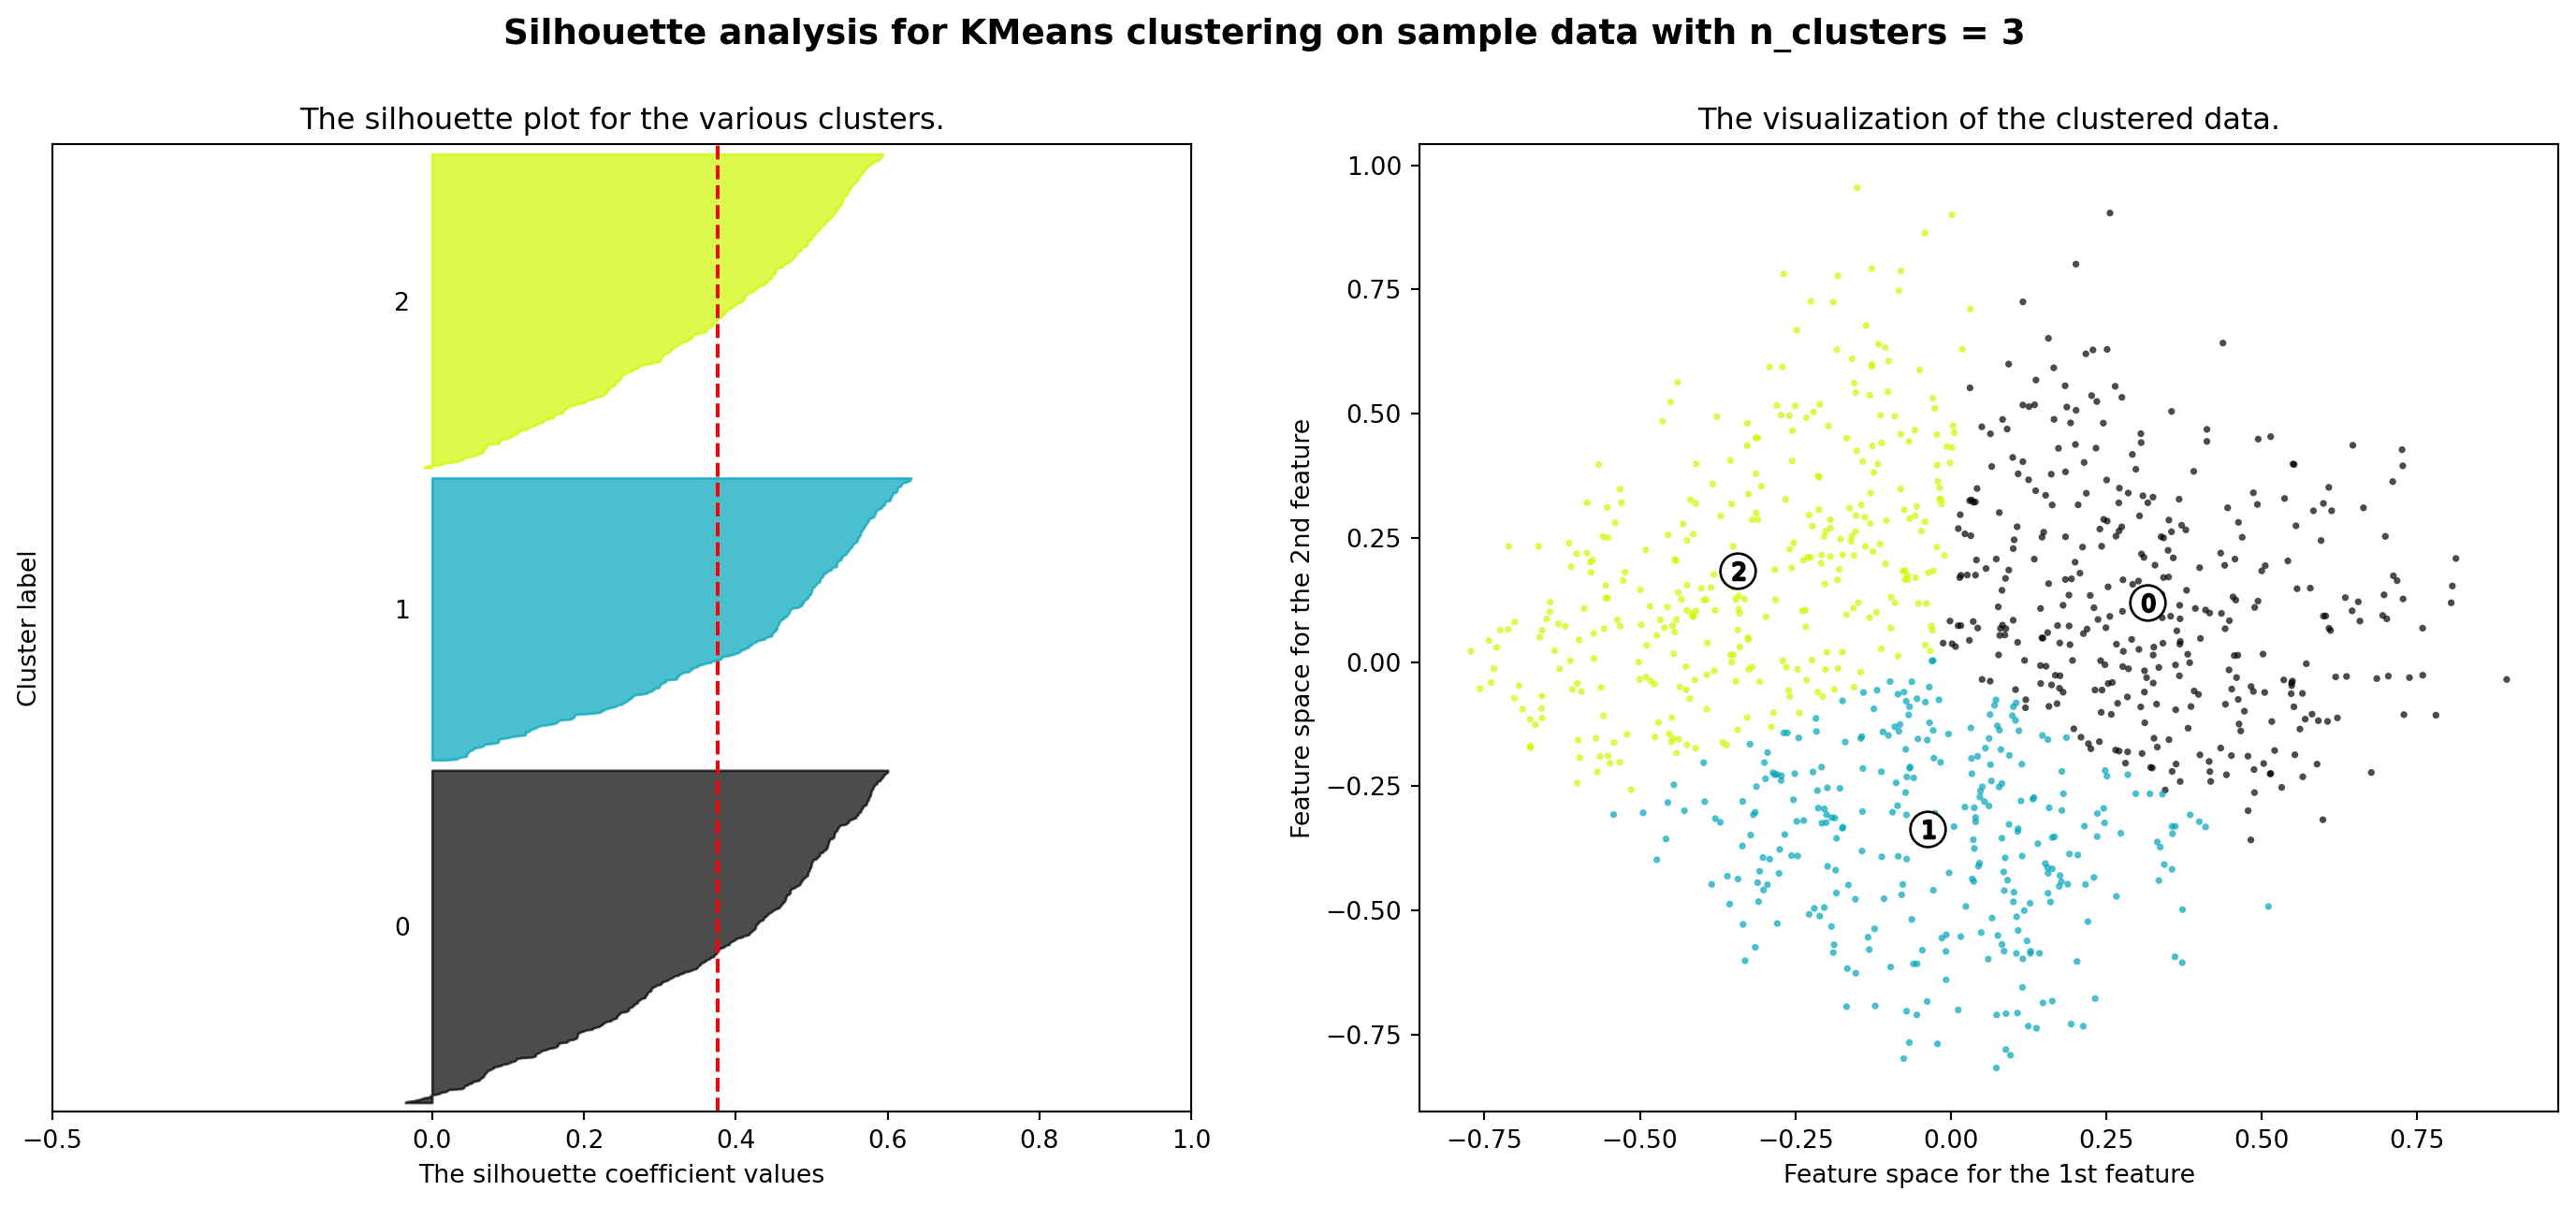 Silhouette analysis for KMeans clustering on sample data with n_clusters = 3
The silhouette plot for the various clusters.
Cluster label
2
1
0
−0.5 0.0 0.2 0.4 0.6 0.8 1.0
The silhouette coefficient values
The visualization of the clustered data.
Feature space for the 2nd feature
1.00
0.75
0.50
0.25
0.00
−0.25
−0.50
−0.75
2
0
1
−0.75 −0.50 −0.25 0.00 0.25 0.50 0.75
Feature space for the 1st feature